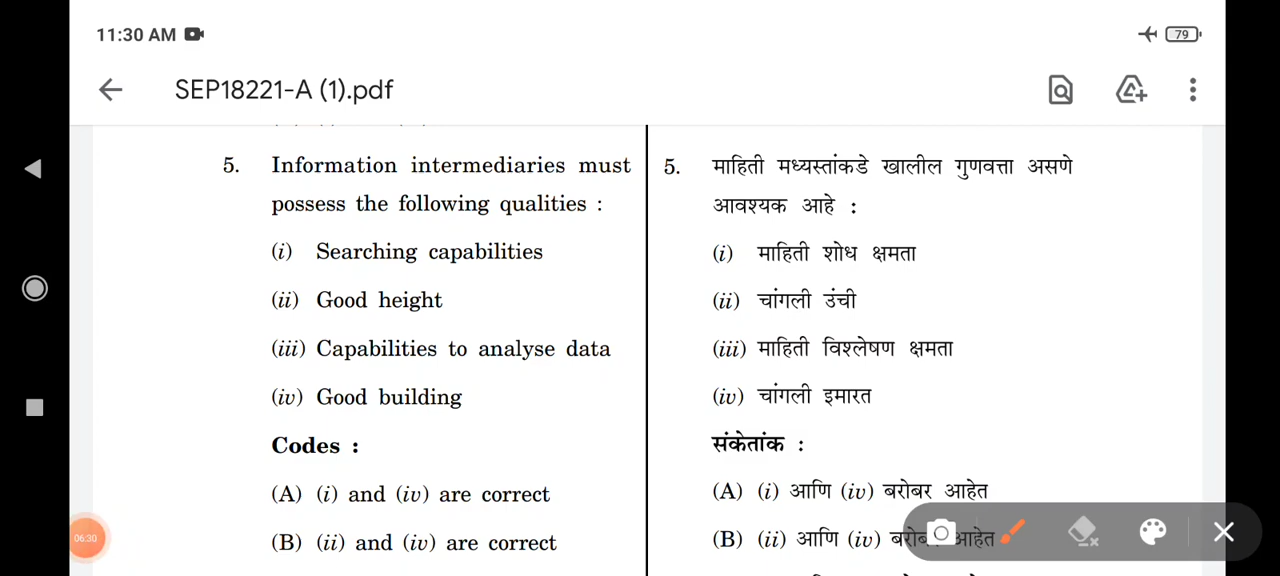 11:30 AM
79
SEP18221-A (1).pdf
5. Information intermediaries must
possess the following qualities :
(i) Searching capabilities
(ii) Good height
(iii) Capabilities to analyse data
(iv) Good building
Codes :
(A) (i) and (iv) are correct
(B) (ii) and (iv) are correct
5. माहिती मध्यस्तांकडे खालील गुणवत्ता असणे
आवश्यक आहे :
(i) माहिती शोध क्षमता
(ii) चांगली उंची
(iii) माहिती विश्लेषण क्षमता
(iv) चांगली इमारत
संकेतांक :
(A) (i) आणि (iv) बरोबर आहेत
(B) (ii) आणि (iv) बरोबर आहेत
06:30